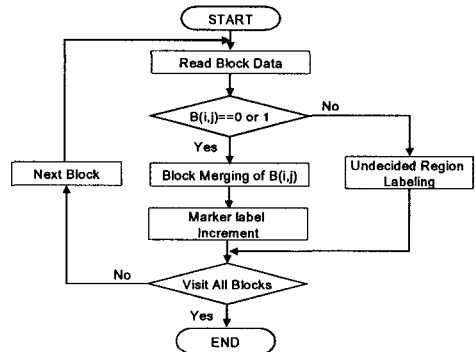 START
Read Block Data
B(i,j)==0 or 1
No
Yes
Next Block
Block Merging of B(i,j)
Undecided Region
Labeling
Marker label
Increment
No
Visit All Blocks
Yes
END